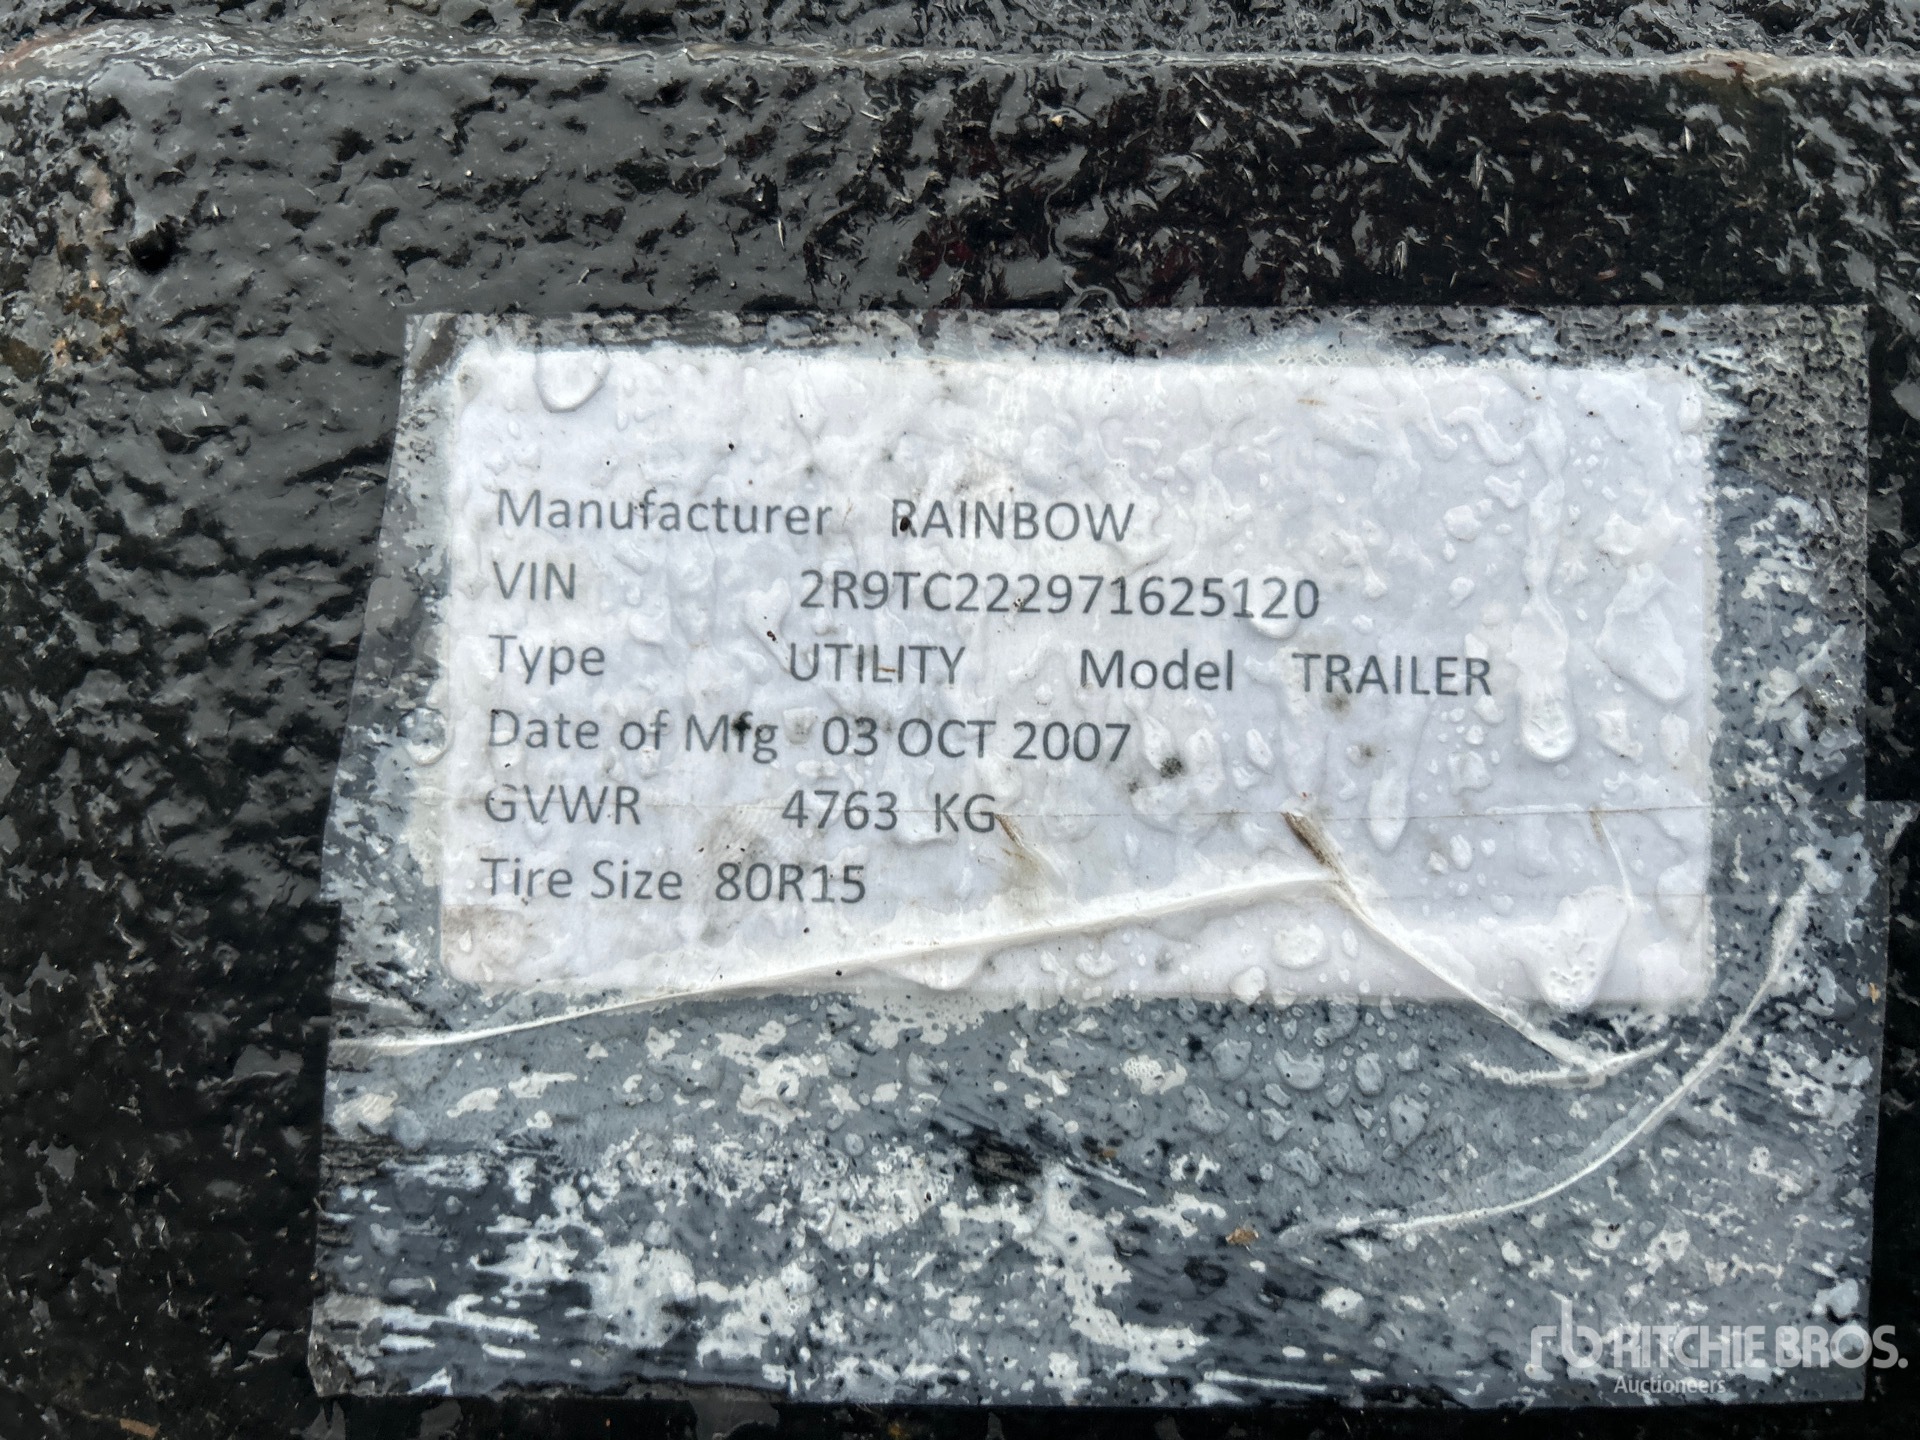 Manufacturer RAINBOW
VIN 2R9TC222971625120
Type UTILITY Model TRAILER
Date of Mfg 03 OCT 2007
GVWR 4763 KG
Tire Size 80R15
rb RITCHIE BROS.
Auctioneers